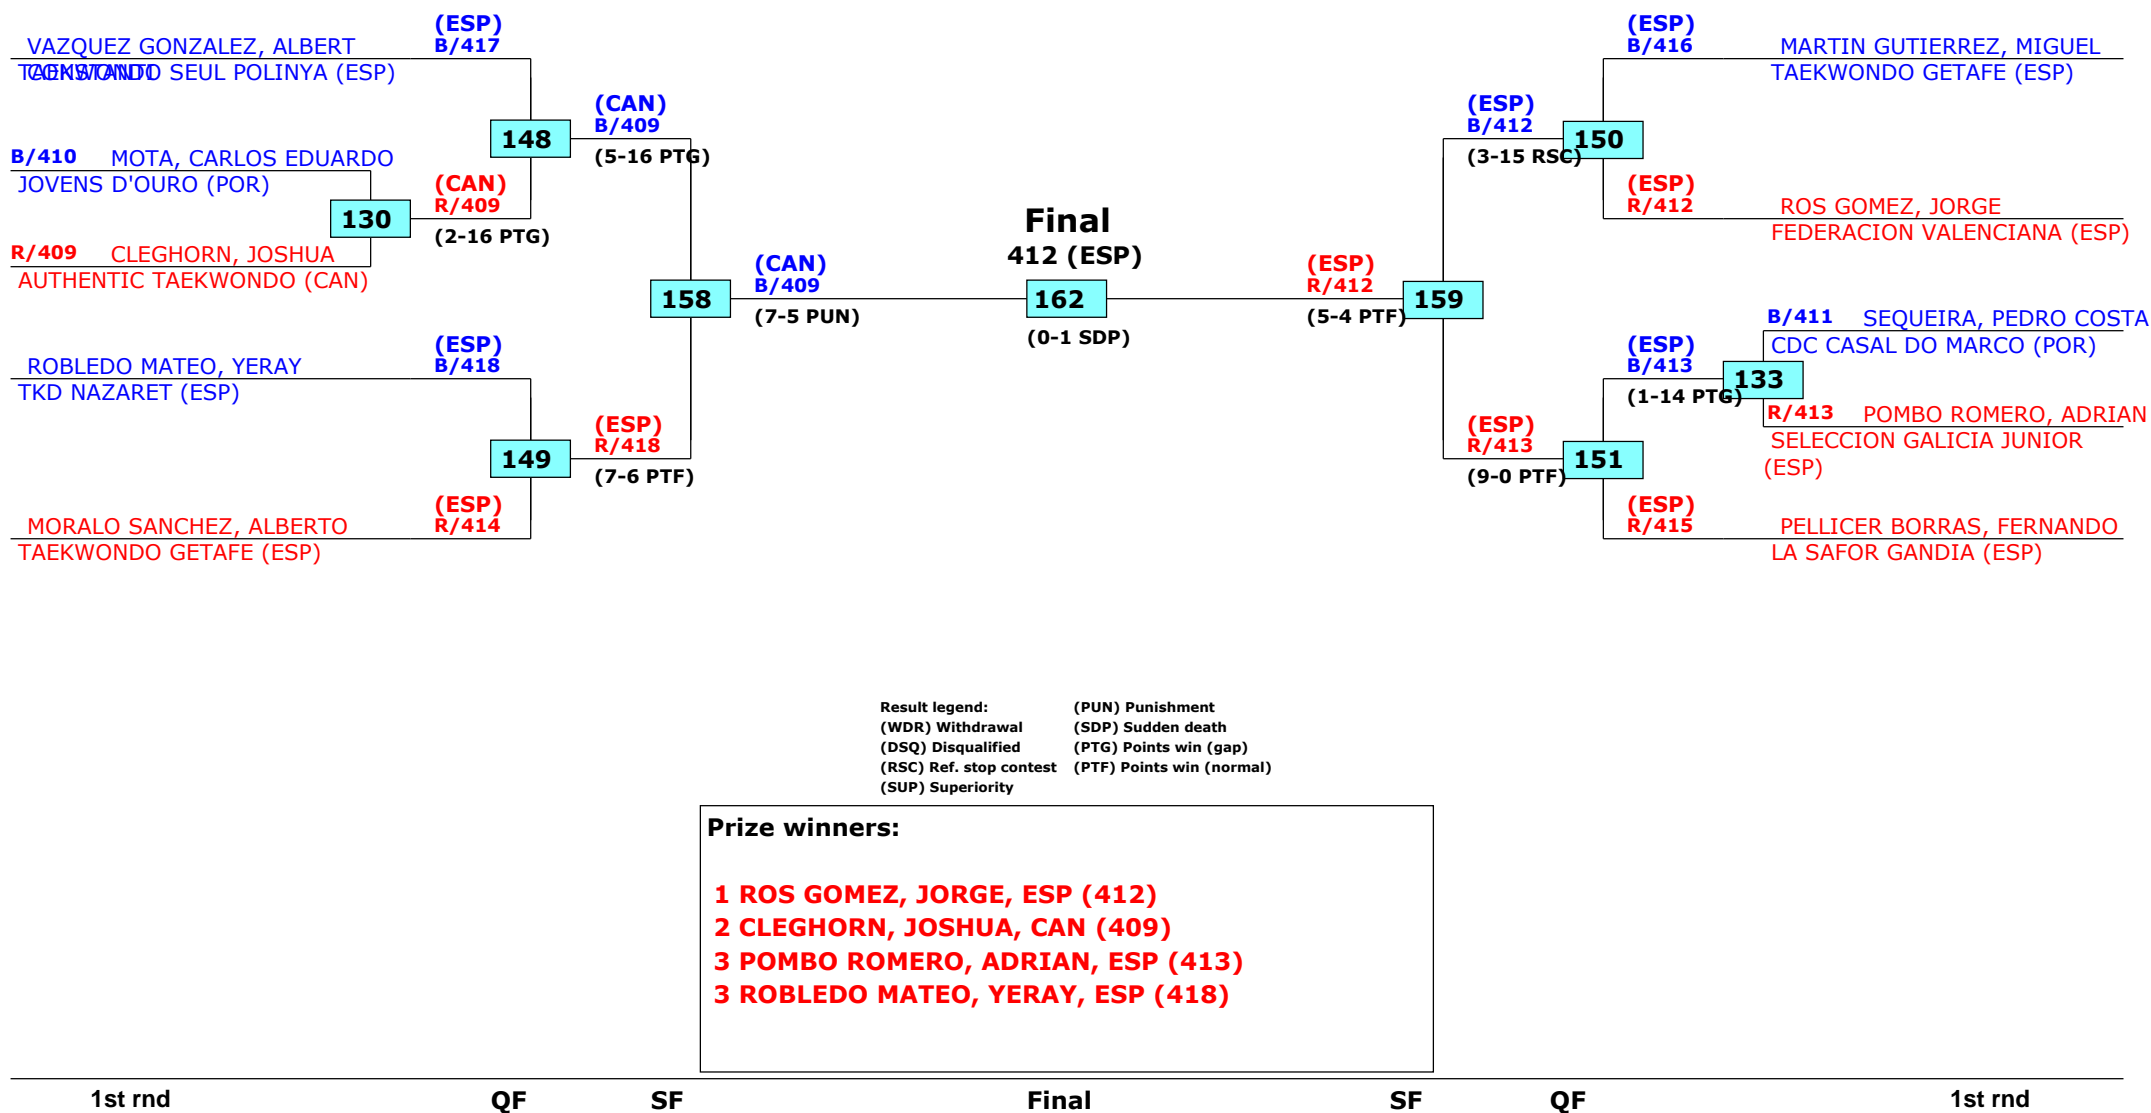 (ESP)
B/417
VAZQUEZ GONZALEZ, ALBERT
TAEKWONDO SEUL POLINYA (ESP)
(CAN)
B/409
148
(5-16 PTG)
B/410 MOTA, CARLOS EDUARDO
JOVENS D'OURO (POR)
(CAN)
R/409
130
(2-16 PTG)
R/409 CLEGHORN, JOSHUA
AUTHENTIC TAEKWONDO (CAN)
(CAN)
B/409
158
(7-5 PUN)
(ESP)
B/418
ROBLEDO MATEO, YERAY
TKD NAZARET (ESP)
(ESP)
R/418
149
(7-6 PTF)
(ESP)
R/414
MORALO SANCHEZ, ALBERTO
TAEKWONDO GETAFE (ESP)
Final
412 (ESP)
162
(0-1 SDP)
(ESP)
B/416
MARTIN GUTIERREZ, MIGUEL
TAEKWONDO GETAFE (ESP)
(ESP)
B/412
150
(3-15 RSC)
(ESP)
R/412
ROS GOMEZ, JORGE
FEDERACION VALENCIANA (ESP)
(ESP)
R/412
159
(5-4 PTF)
B/411 SEQUEIRA, PEDRO COSTA
CDC CASAL DO MARCO (POR)
(ESP)
B/413
133
(1-14 PTG)
R/413 POMBO ROMERO, ADRIAN
SELECCION GALICIA JUNIOR
(ESP)
(ESP)
R/413
151
(9-0 PTF)
(ESP)
R/415
PELLICER BORRAS, FERNANDO
LA SAFOR GANDIA (ESP)
Result legend:
(WDR) Withdrawal
(DSQ) Disqualified
(RSC) Ref. stop contest
(SUP) Superiority
(PUN) Punishment
(SDP) Sudden death
(PTG) Points win (gap)
(PTF) Points win (normal)
Prize winners:
1 ROS GOMEZ, JORGE, ESP (412)
2 CLEGHORN, JOSHUA, CAN (409)
3 POMBO ROMERO, ADRIAN, ESP (413)
3 ROBLEDO MATEO, YERAY, ESP (418)
1st rnd QF SF Final SF QF 1st rnd